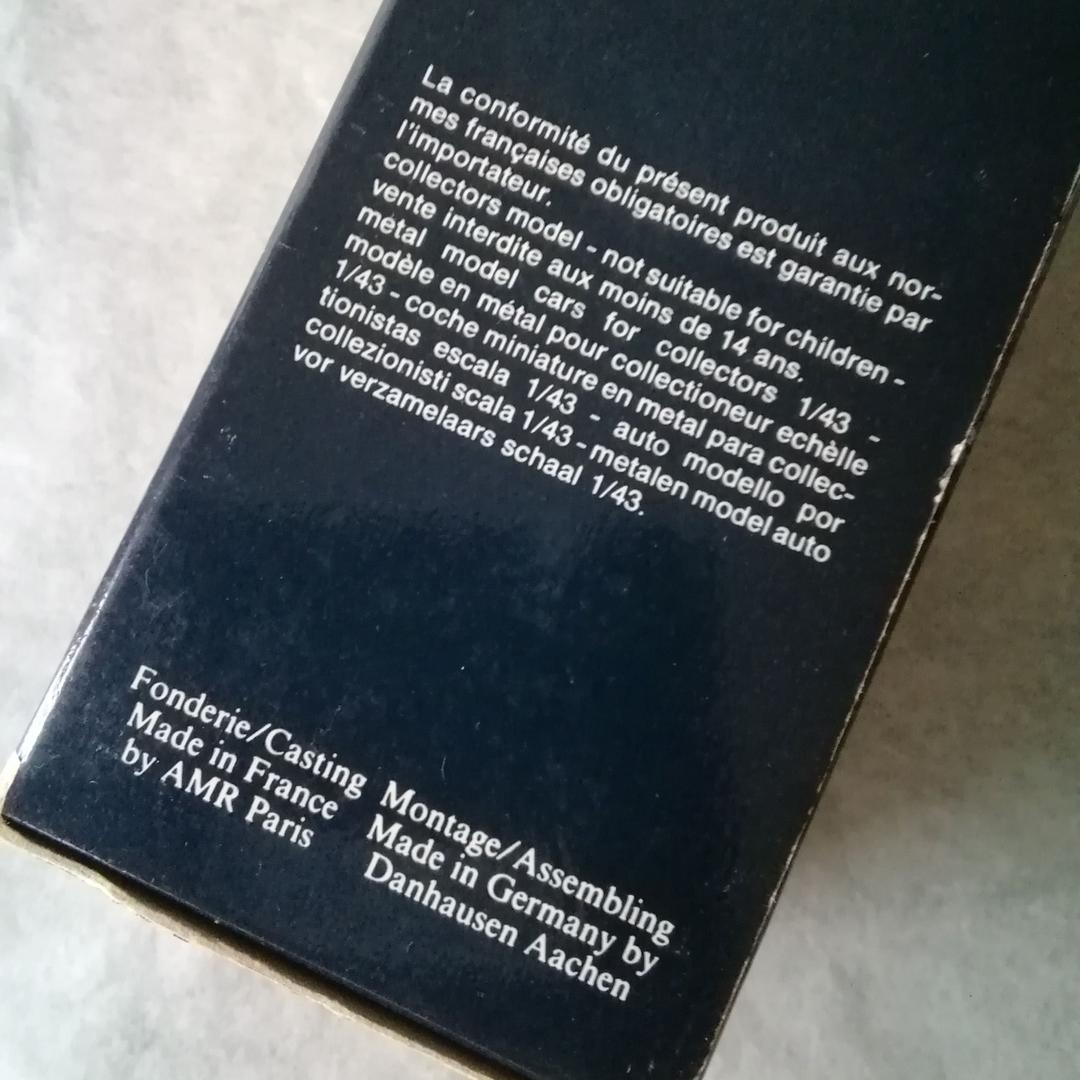 La conformité du présent produit aux nor-
mes françaises obligatoires est garantie par
l'importateur.
collectors model - not suitable for children -
vente interdite aux moins de 14 ans.
metal model cars for collectors 1/43 -
modèle en métal pour collectioneur echèlle
1/43 - coche miniature en metal para collec-
tionistas escala 1/43 - auto modello por
collezionisti scala 1/43 - metalen model auto
vor verzamelaars schaal 1/43.
Fonderie/Casting
Made in France
by AMR Paris
Montage/Assembling
Made in Germany by
Danhausen Aachen